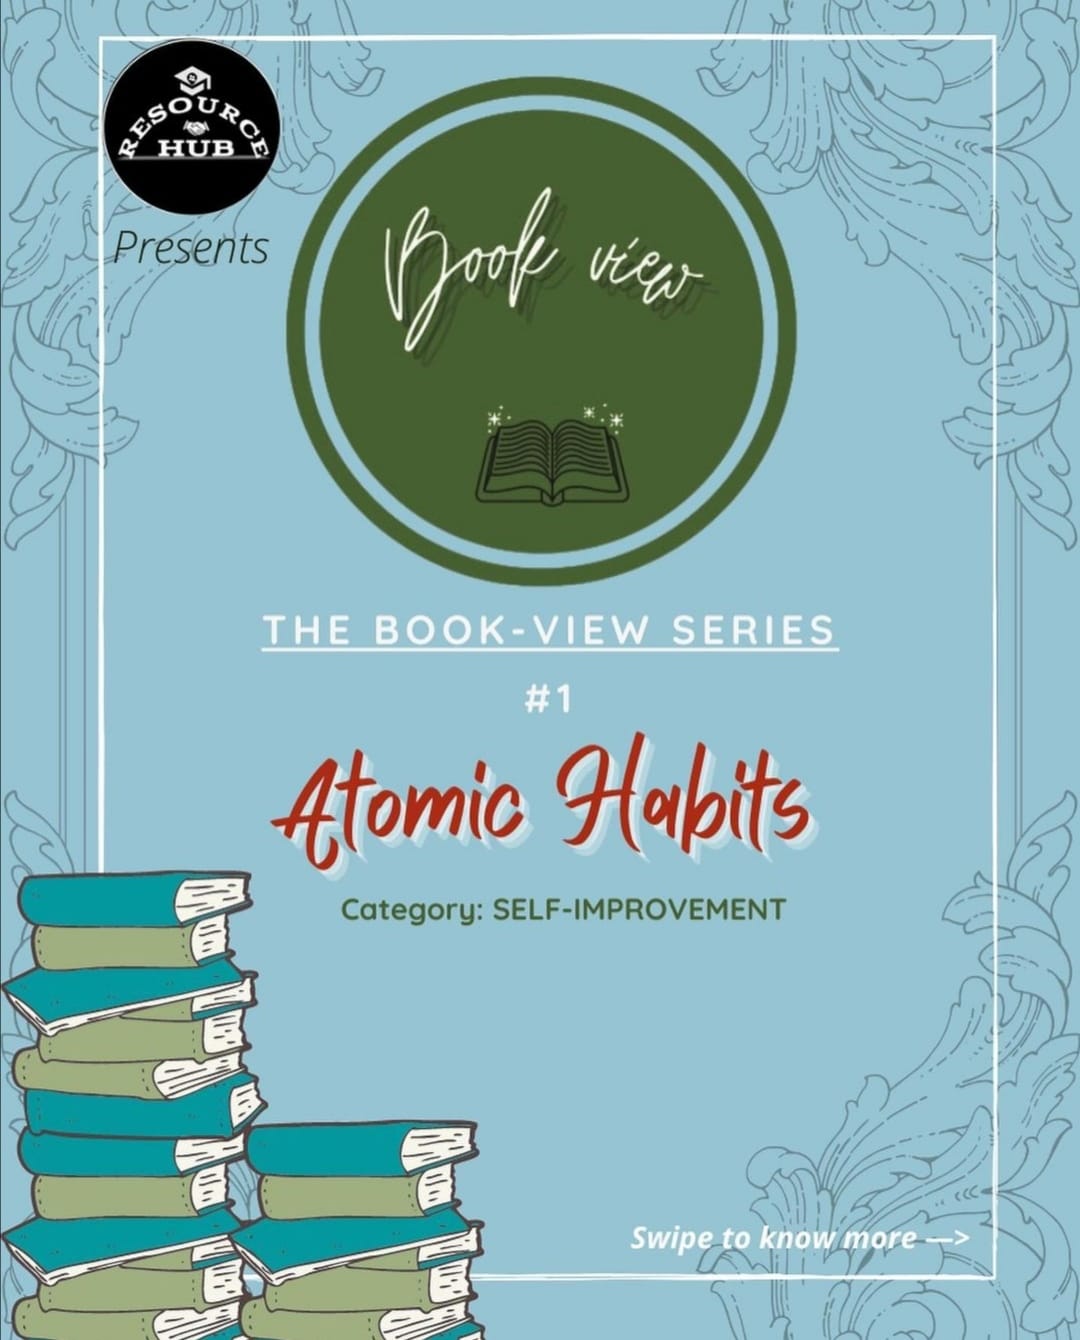 RESOURCE
HUB
Presents
Book view
THE BOOK-VIEW SERIES
#1
Atomic Habits
Category: SELF-IMPROVEMENT
Swipe to know more —>